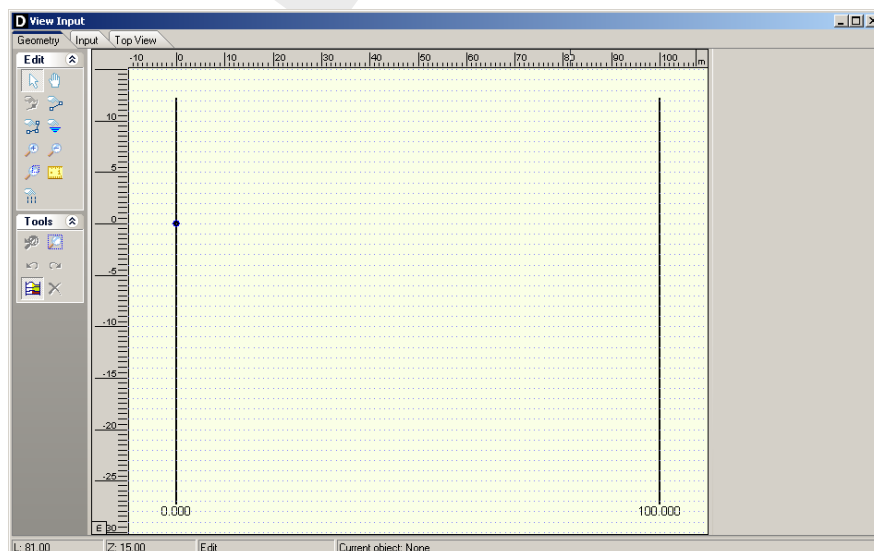 D View Input
Geometry Input Top View
Edit
-10 0 10 20 30 40 50 60 70 80 90 100 m
10
5
0
-5
-10
-15
-20
-25
Tools
0.000 100.000
E 30
L: 81.00 Z: 15.00 Edit Current object: None